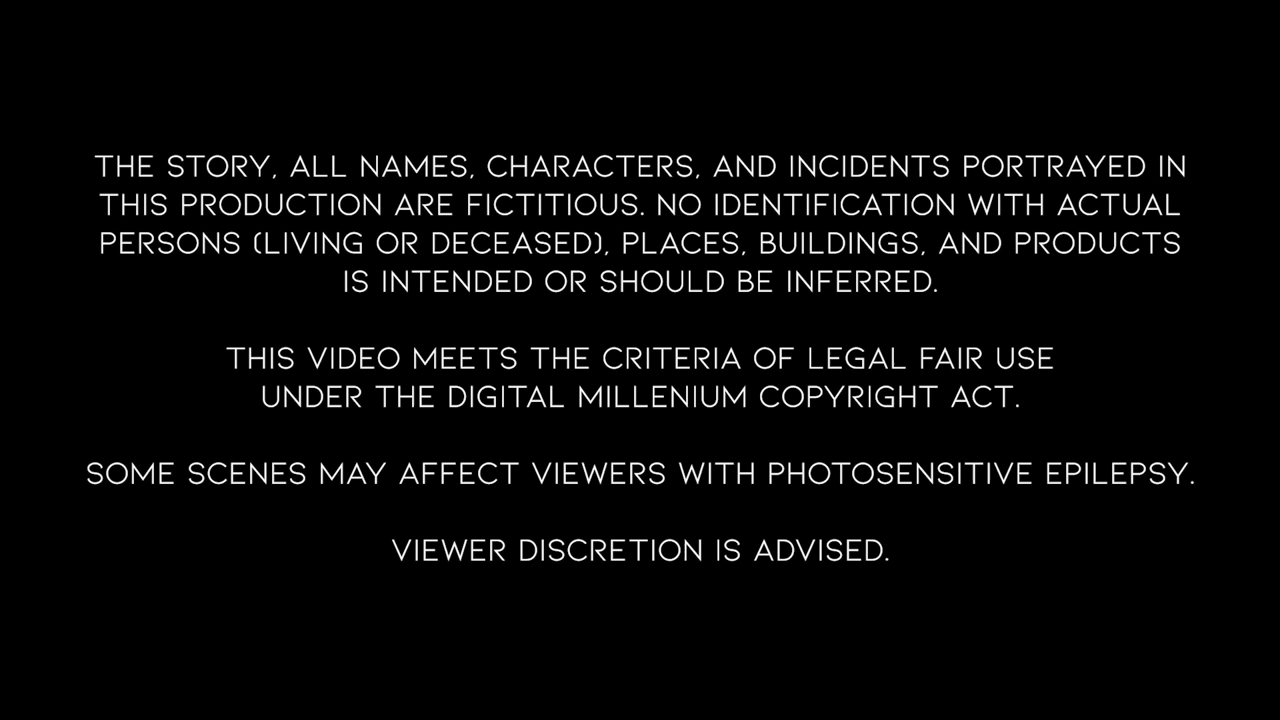 THE STORY, ALL NAMES, CHARACTERS, AND INCIDENTS PORTRAYED IN
THIS PRODUCTION ARE FICTITIOUS. NO IDENTIFICATION WITH ACTUAL
PERSONS (LIVING OR DECEASED), PLACES, BUILDINGS, AND PRODUCTS
IS INTENDED OR SHOULD BE INFERRED.
THIS VIDEO MEETS THE CRITERIA OF LEGAL FAIR USE
UNDER THE DIGITAL MILLENIUM COPYRIGHT ACT.
SOME SCENES MAY AFFECT VIEWERS WITH PHOTOSENSITIVE EPILEPSY.
VIEWER DISCRETION IS ADVISED.